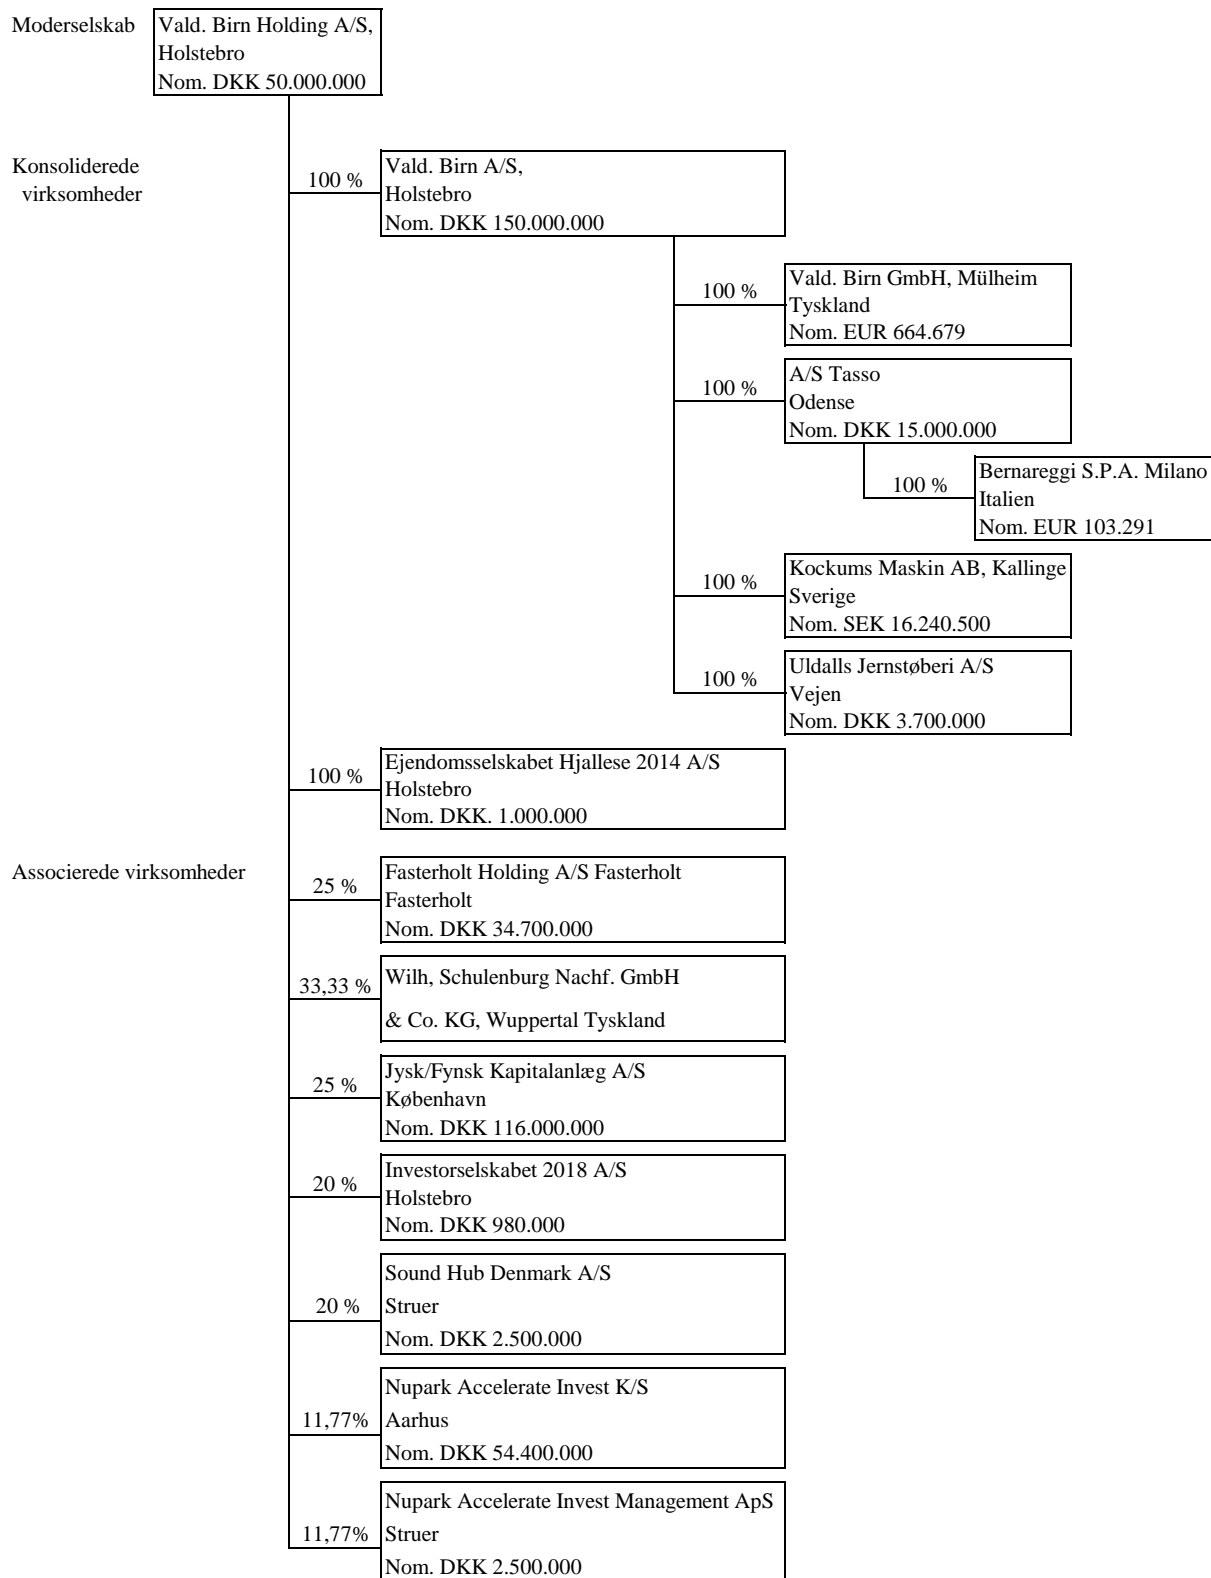 Moderselskab
Vald. Birn Holding A/S,
Holstebro
Nom. DKK 50.000.000
Konsoliderede
virksomheder
100 %
Vald. Birn A/S,
Holstebro
Nom. DKK 150.000.000
100 %
Vald. Birn GmbH, Mülheim
Tyskland
Nom. EUR 664.679
100 %
A/S Tasso
Odense
Nom. DKK 15.000.000
100 %
Bernareggi S.P.A. Milano
Italien
Nom. EUR 103.291
100 %
Kockums Maskin AB, Kallinge
Sverige
Nom. SEK 16.240.500
100 %
Uldalls Jernstøberi A/S
Vejen
Nom. DKK 3.700.000
100 %
Ejendomsselskabet Hjallese 2014 A/S
Holstebro
Nom. DKK. 1.000.000
Associerede virksomheder
25 %
Fasterholt Holding A/S Fasterholt
Fasterholt
Nom. DKK 34.700.000
33,33 %
Wilh, Schulenburg Nachf. GmbH
& Co. KG, Wuppertal Tyskland
25 %
Jysk/Fynsk Kapitalanlæg A/S
København
Nom. DKK 116.000.000
20 %
Investorselskabet 2018 A/S
Holstebro
Nom. DKK 980.000
20 %
Sound Hub Denmark A/S
Struer
Nom. DKK 2.500.000
11,77%
Nupark Accelerate Invest K/S
Aarhus
Nom. DKK 54.400.000
11,77%
Nupark Accelerate Invest Management ApS
Struer
Nom. DKK 2.500.000